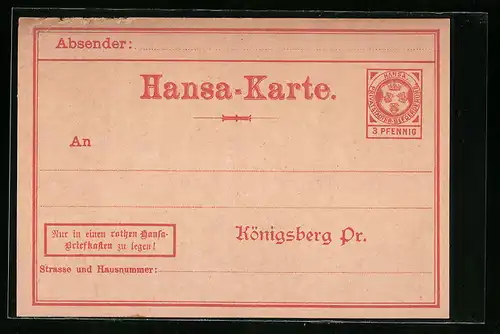 Absender:
Hansa-Karte.
HANSA
3 PFENNIG
An
Nur in einen rothen Hansa-
Briefkasten zu legen!
Königsberg Pr.
Strasse und Hausnummer: